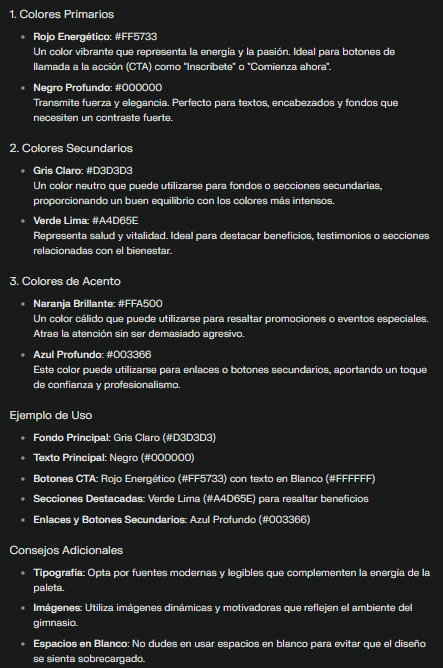 1. Colores Primarios
• Rojo Energético: #FF5733
Un color vibrante que representa la energía y la pasión. Ideal para botones de
llamada a la acción (CTA) como "Inscríbete" o "Comienza ahora".
• Negro Profundo: #000000
Transmite fuerza y elegancia. Perfecto para textos, encabezados y fondos que
necesiten un contraste fuerte.
2. Colores Secundarios
• Gris Claro: #D3D3D3
Un color neutro que puede utilizarse para fondos o secciones secundarias,
proporcionando un buen equilibrio con los colores más intensos.
• Verde Lima: #A4D65E
Representa salud y vitalidad. Ideal para destacar beneficios, testimonios o secciones
relacionadas con el bienestar.
3. Colores de Acento
• Naranja Brillante: #FFA500
Un color cálido que puede utilizarse para resaltar promociones o eventos especiales.
Atrae la atención sin ser demasiado agresivo.
• Azul Profundo: #003366
Este color puede utilizarse para enlaces o botones secundarios, aportando un toque
de confianza y profesionalismo.
Ejemplo de Uso
• Fondo Principal: Gris Claro (#D3D3D3)
• Texto Principal: Negro (#000000)
• Botones CTA: Rojo Energético (#FF5733) con texto en Blanco (#FFFFFF)
• Secciones Destacadas: Verde Lima (#A4D65E) para resaltar beneficios
• Enlaces y Botones Secundarios: Azul Profundo (#003366)
Consejos Adicionales
• Tipografía: Opta por fuentes modernas y legibles que complementen la energía de la
paleta.
• Imágenes: Utiliza imágenes dinámicas y motivadoras que reflejen el ambiente del
gimnasio.
• Espacios en Blanco: No dudes en usar espacios en blanco para evitar que el diseño
se sienta sobrecargado.